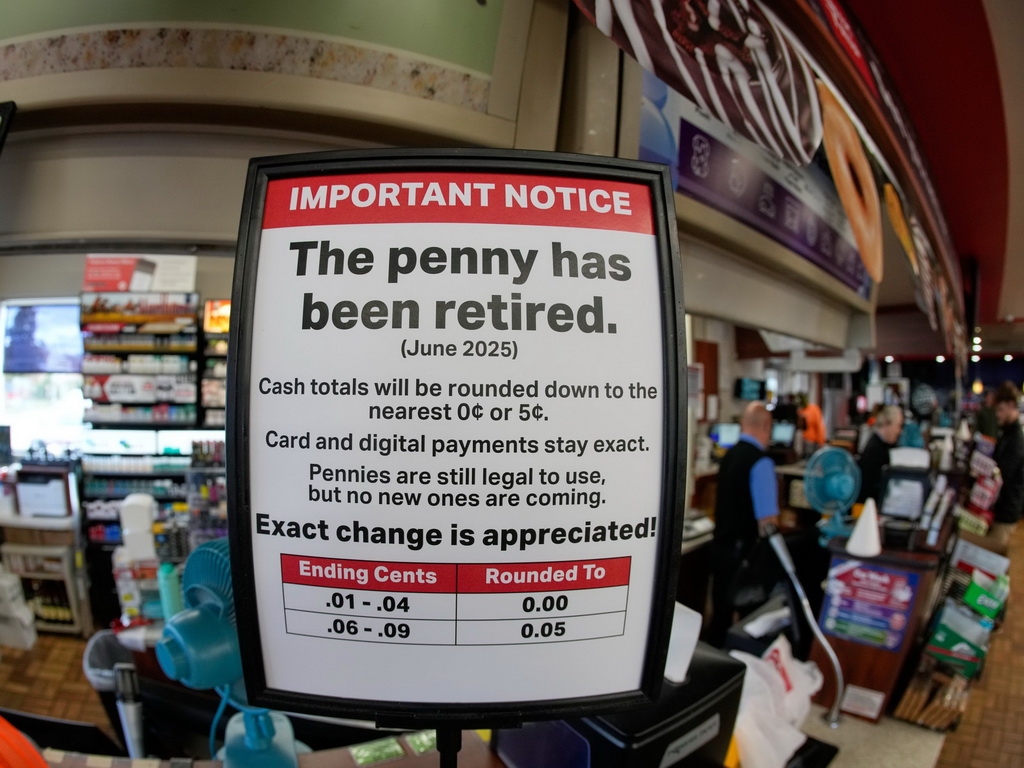 IMPORTANT NOTICE
The penny has
been retired.
(June 2025)
Cash totals will be rounded down to the
nearest 0¢ or 5¢.
Card and digital payments stay exact.
Pennies are still legal to use,
but no new ones are coming.
Exact change is appreciated!
Ending Cents Rounded To
.01 - .04 0.00
.06 - .09 0.05